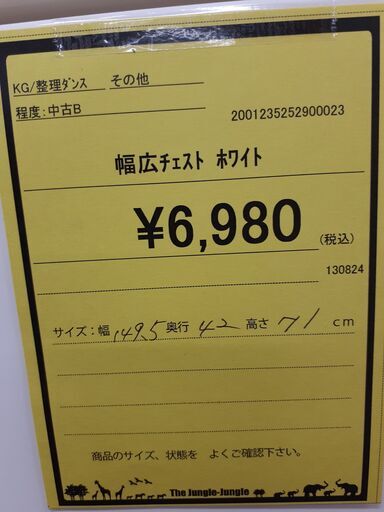 KG/整理ﾀﾞﾝｽ その他
程度:中古B
2001235252900023
幅広ﾁｪｽﾄ ﾎﾜｲﾄ
¥6,980 (税込)
130824
サイズ:幅 149.5 奥行 42 高さ 71 cm
商品のサイズ、状態を よくご確認下さい。
The Jungle-Jungle